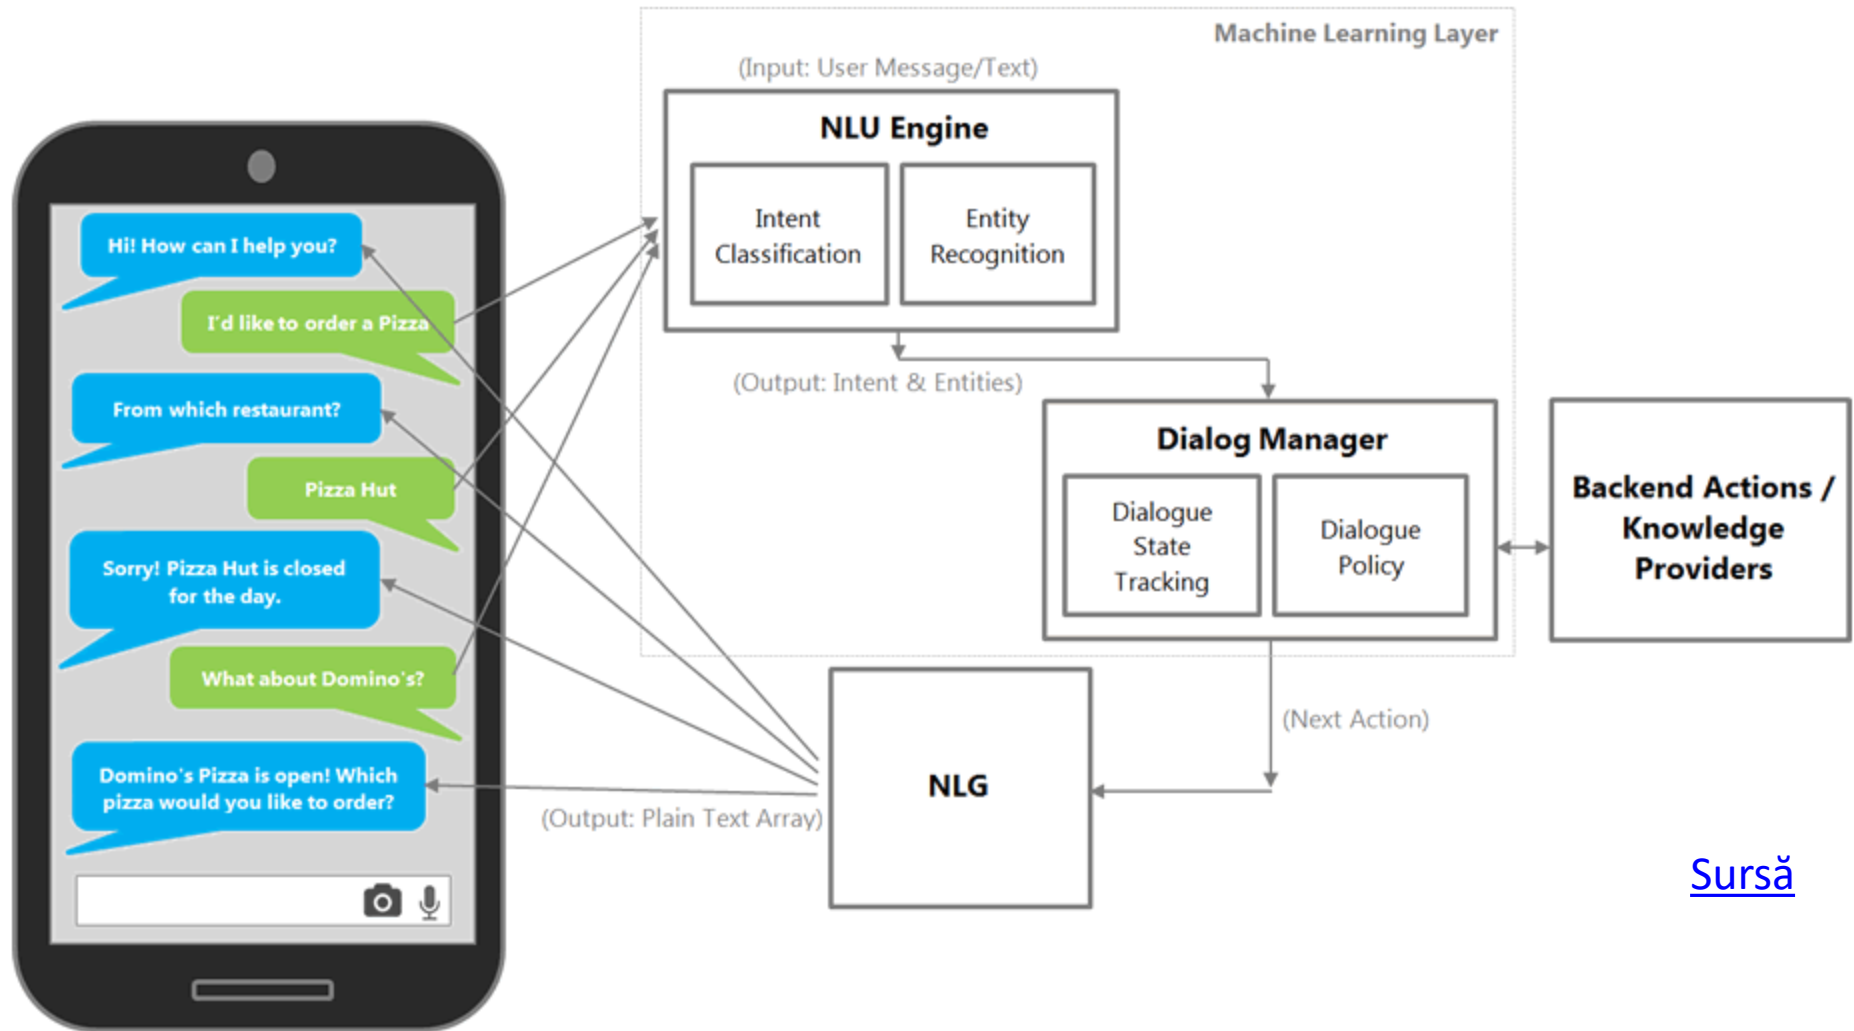 Hi! How can I help you?
I'd like to order a Pizza
From which restaurant?
Pizza Hut
Sorry! Pizza Hut is closed
for the day.
What about Domino's?
Domino's Pizza is open! Which
pizza would you like to order?
Machine Learning Layer
(Input: User Message/Text)
NLU Engine
Intent
Classification
Entity
Recognition
(Output: Intent & Entities)
Dialog Manager
Dialogue
State
Tracking
Dialogue
Policy
Backend Actions /
Knowledge
Providers
(Next Action)
NLG
(Output: Plain Text Array)
Sursă